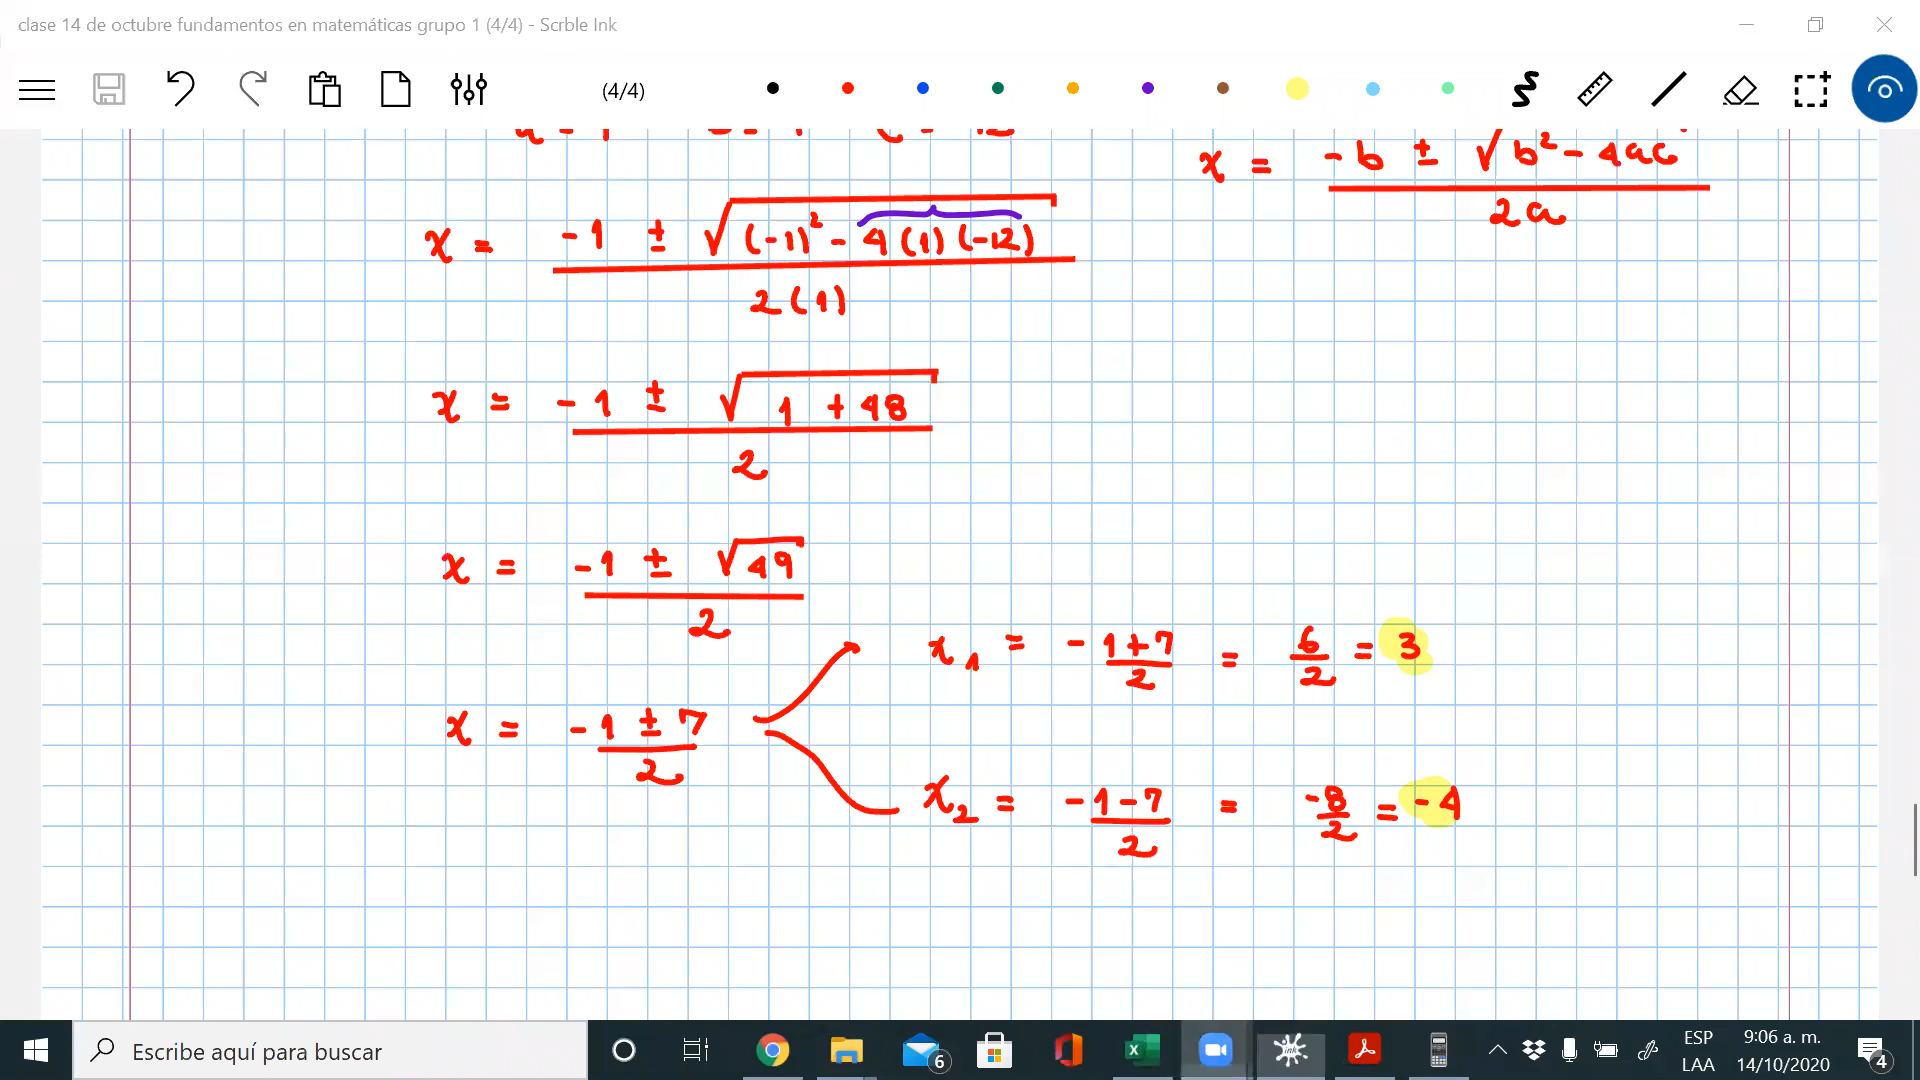 clase 14 de octubre fundamentos en matemáticas grupo 1 (4/4) - Scrble Ink
(4/4)
x = -b ± √b² - 4ac / 2a
x = -1 ± √(-1)² - 4(1)(-12) / 2(1)
x = -1 ± √1 + 48 / 2
x = -1 ± √49 / 2
x = -1 ± 7 / 2
x₁ = -1+7 / 2 = 6/2 = 3
x₂ = -1-7 / 2 = -8/2 = -4
Escribe aquí para buscar
6
ESP
LAA
9:06 a. m.
14/10/2020
4